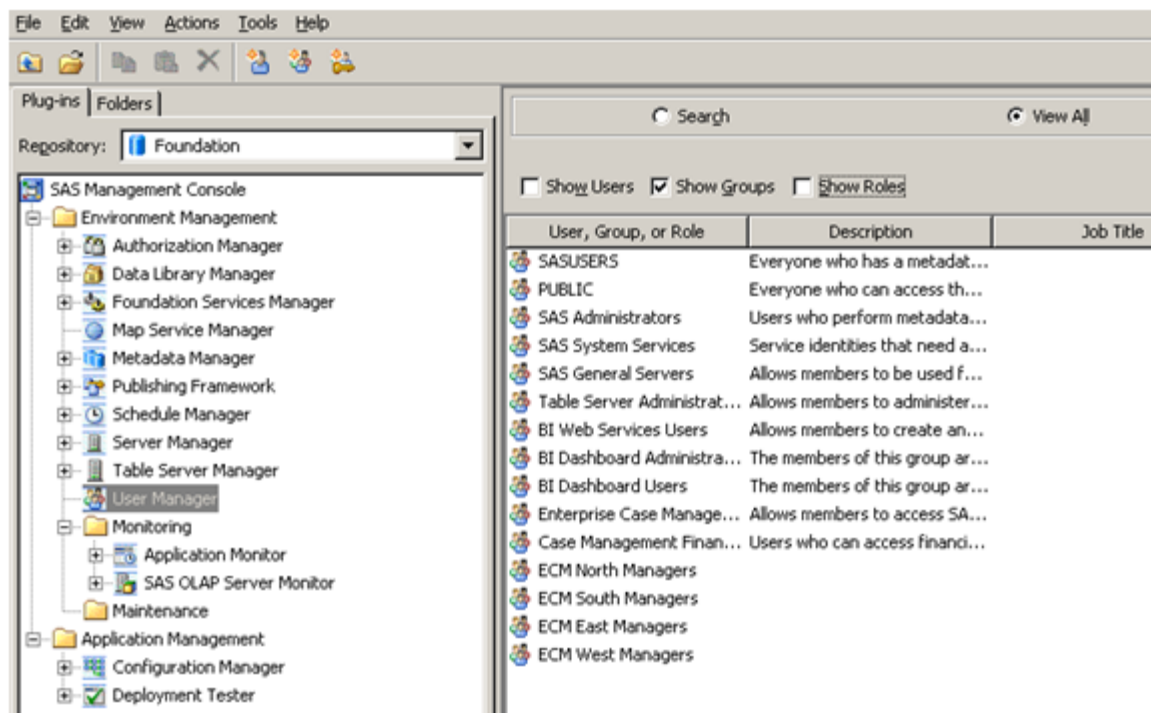 File Edit View Actions Tools Help
Plug-ins Folders
Repository: Foundation
SAS Management Console
Environment Management
Authorization Manager
Data Library Manager
Foundation Services Manager
Map Service Manager
Metadata Manager
Publishing Framework
Schedule Manager
Server Manager
Table Server Manager
User Manager
Monitoring
Application Monitor
SAS OLAP Server Monitor
Maintenance
Application Management
Configuration Manager
Deployment Tester
Search View All
Show Users Show Groups Show Roles
User, Group, or Role Description Job Title
SASUSERS Everyone who has a metadat...
PUBLIC Everyone who can access th...
SAS Administrators Users who perform metadata...
SAS System Services Service identities that need a...
SAS General Servers Allows members to be used f...
Table Server Administrat... Allows members to administer...
BI Web Services Users Allows members to create an...
BI Dashboard Administra... The members of this group ar...
BI Dashboard Users The members of this group ar...
Enterprise Case Manage... Allows members to access SA...
Case Management Finan... Users who can access financi...
ECM North Managers
ECM South Managers
ECM East Managers
ECM West Managers